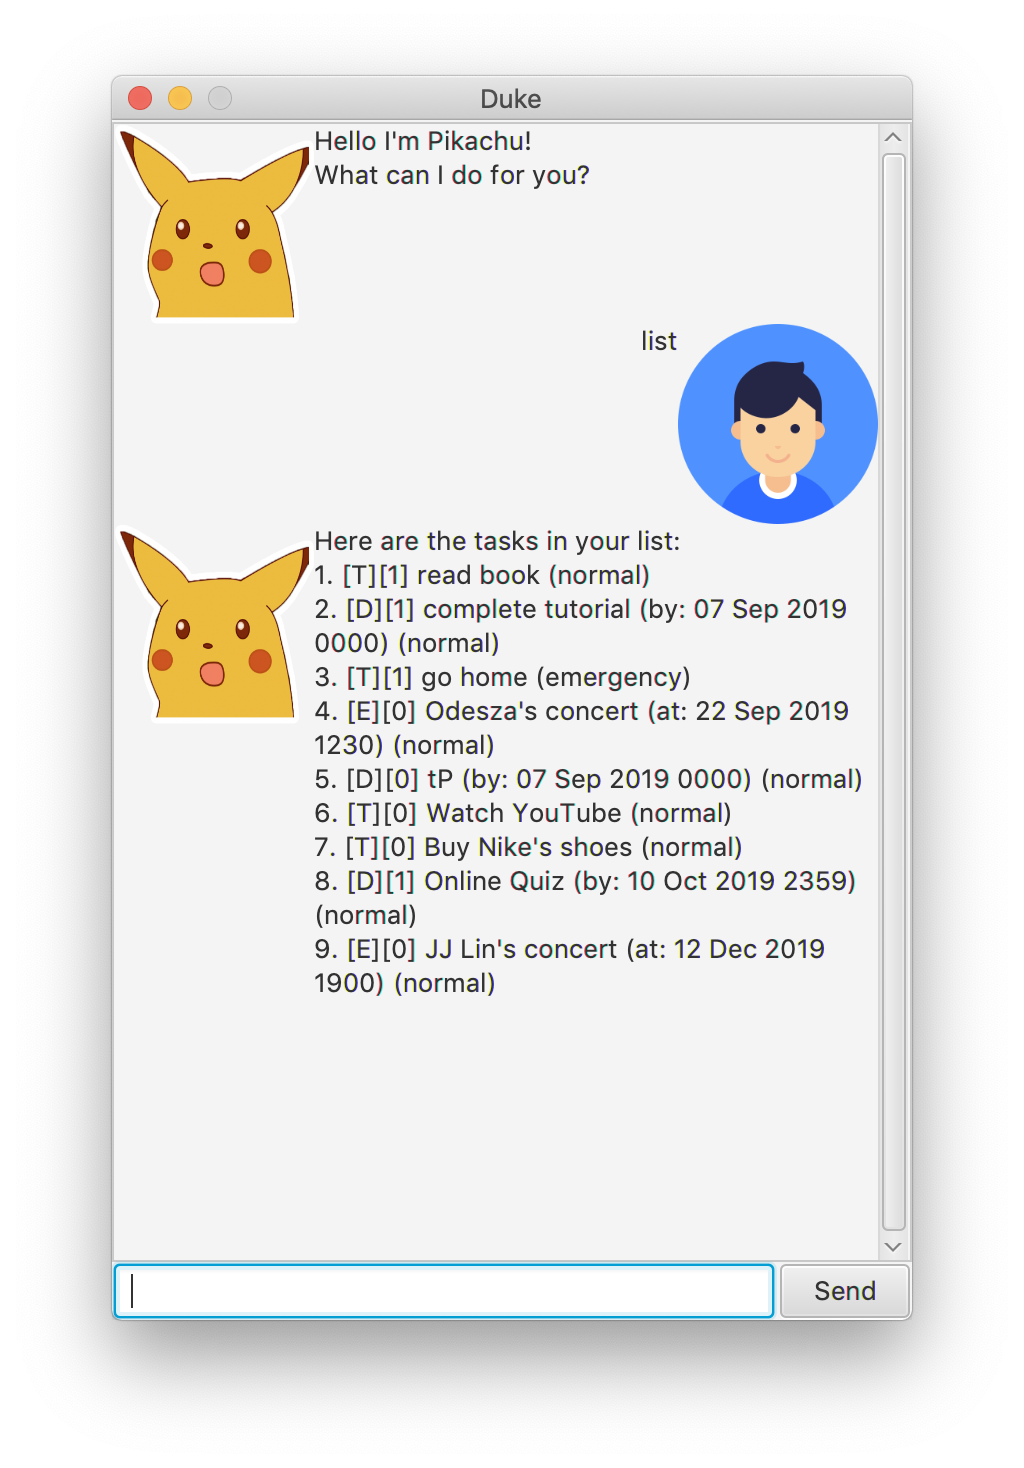 Duke
Hello I'm Pikachu!
What can I do for you?
list
Here are the tasks in your list:
1. [T][1] read book (normal)
2. [D][1] complete tutorial (by: 07 Sep 2019
0000) (normal)
3. [T][1] go home (emergency)
4. [E][0] Odesza's concert (at: 22 Sep 2019
1230) (normal)
5. [D][0] tP (by: 07 Sep 2019 0000) (normal)
6. [T][0] Watch YouTube (normal)
7. [T][0] Buy Nike's shoes (normal)
8. [D][1] Online Quiz (by: 10 Oct 2019 2359)
(normal)
9. [E][0] JJ Lin's concert (at: 12 Dec 2019
1900) (normal)
Send